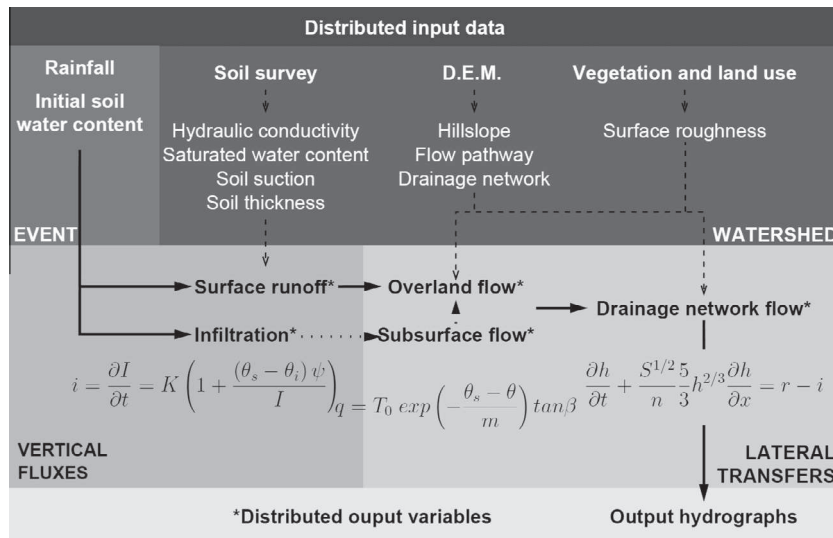 Distributed input data
Rainfall
Initial soil
water content
Soil survey
Hydraulic conductivity
Saturated water content
Soil suction
Soil thickness
D.E.M.
Hillslope
Flow pathway
Drainage network
Vegetation and land use
Surface roughness
EVENT
WATERSHED
Surface runoff*
Overland flow*
Drainage network flow*
Infiltration*
Subsurface flow*
i = ∂I/∂t = K (1 + (θs − θi) ψ / I)
q = T0 exp (−(θs − θ)/m) tanβ
∂h/∂t + S^1/2/n 5/3 h^2/3 ∂h/∂x = r − i
VERTICAL
FLUXES
LATERAL
TRANSFERS
*Distributed ouput variables
Output hydrographs